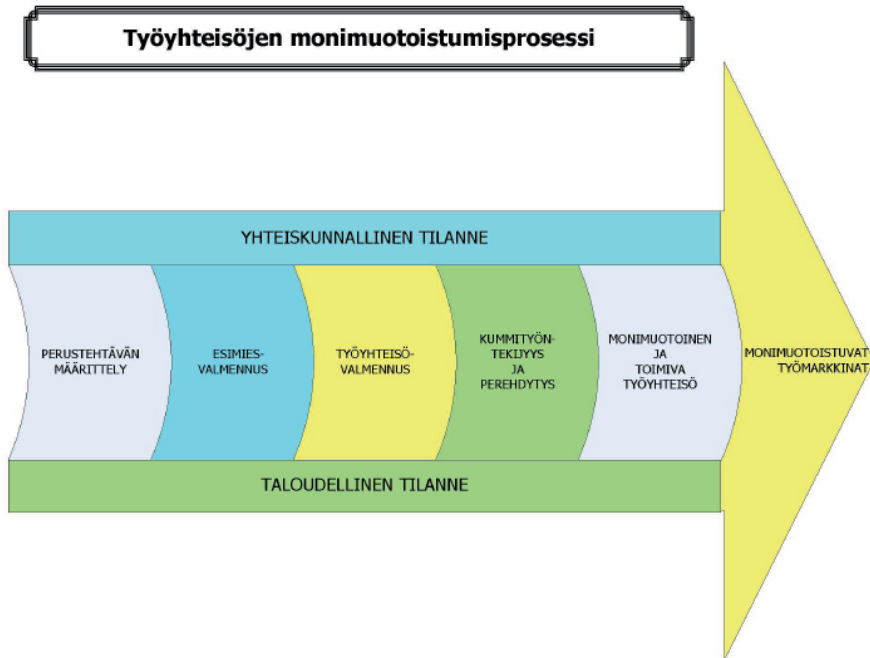 Työyhteisöjen monimuotoistumisprosessi
YHTEISKUNNALLINEN TILANNE
PERUSTEHTÄVÄN
MÄÄRITTELY
ESIMIES-
VALMENNUS
TYÖYHTEISÖ-
VALMENNUS
KUMMITYÖN-
TEKIJYYS
JA
PEREHDYTYS
MONIMUOTOINEN
JA
TOIMIVA
TYÖYHTEISÖ
MONIMUOTOISTUVAT
TYÖMARKKINAT
TALOUDELLINEN TILANNE